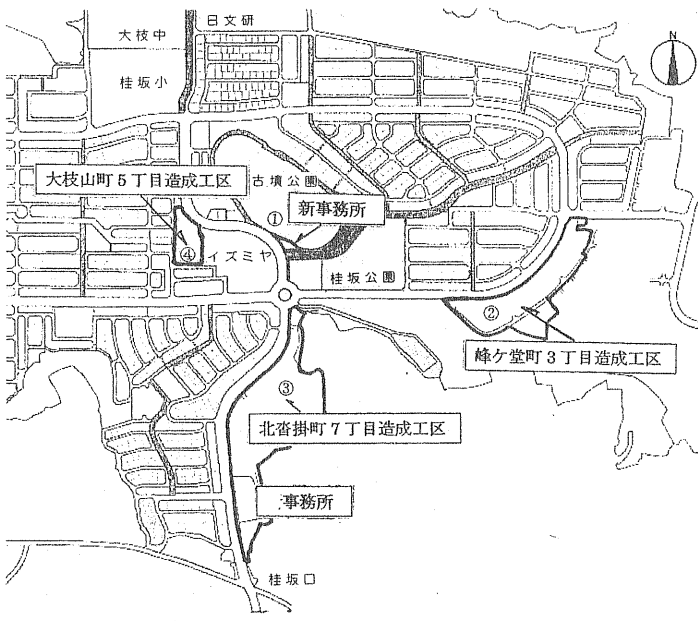 日文研
大枝中
桂坂小
N
大枝山町5丁目造成工区
古墳公園
①
新事務所
④
イズミヤ
桂坂公園
②
峰ケ堂町3丁目造成工区
③
北沓掛町7丁目造成工区
事務所
桂坂口